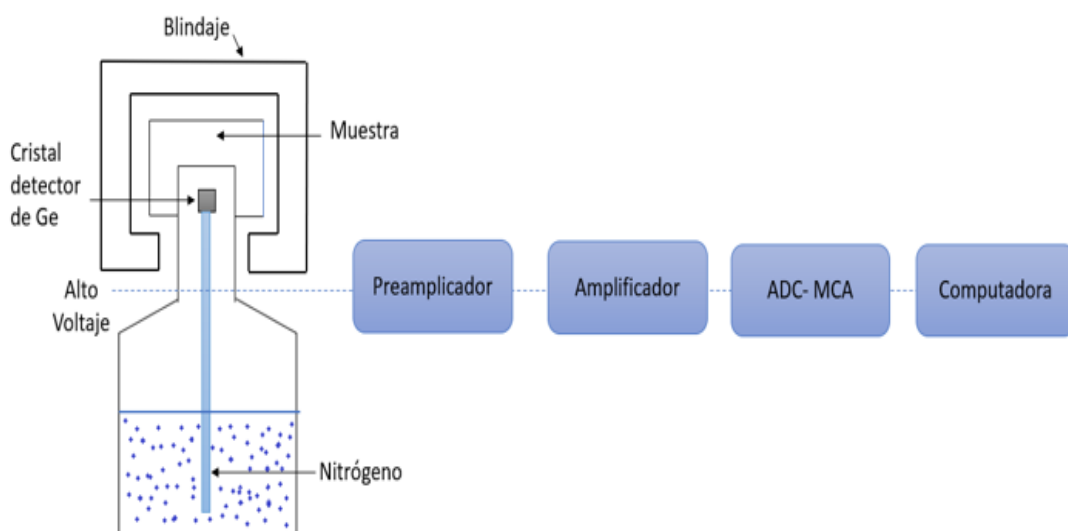 Blindaje
Muestra
Cristal
detector
de Ge
Alto
Voltaje
Preamplicador
Amplificador
ADC- MCA
Computadora
Nitrógeno